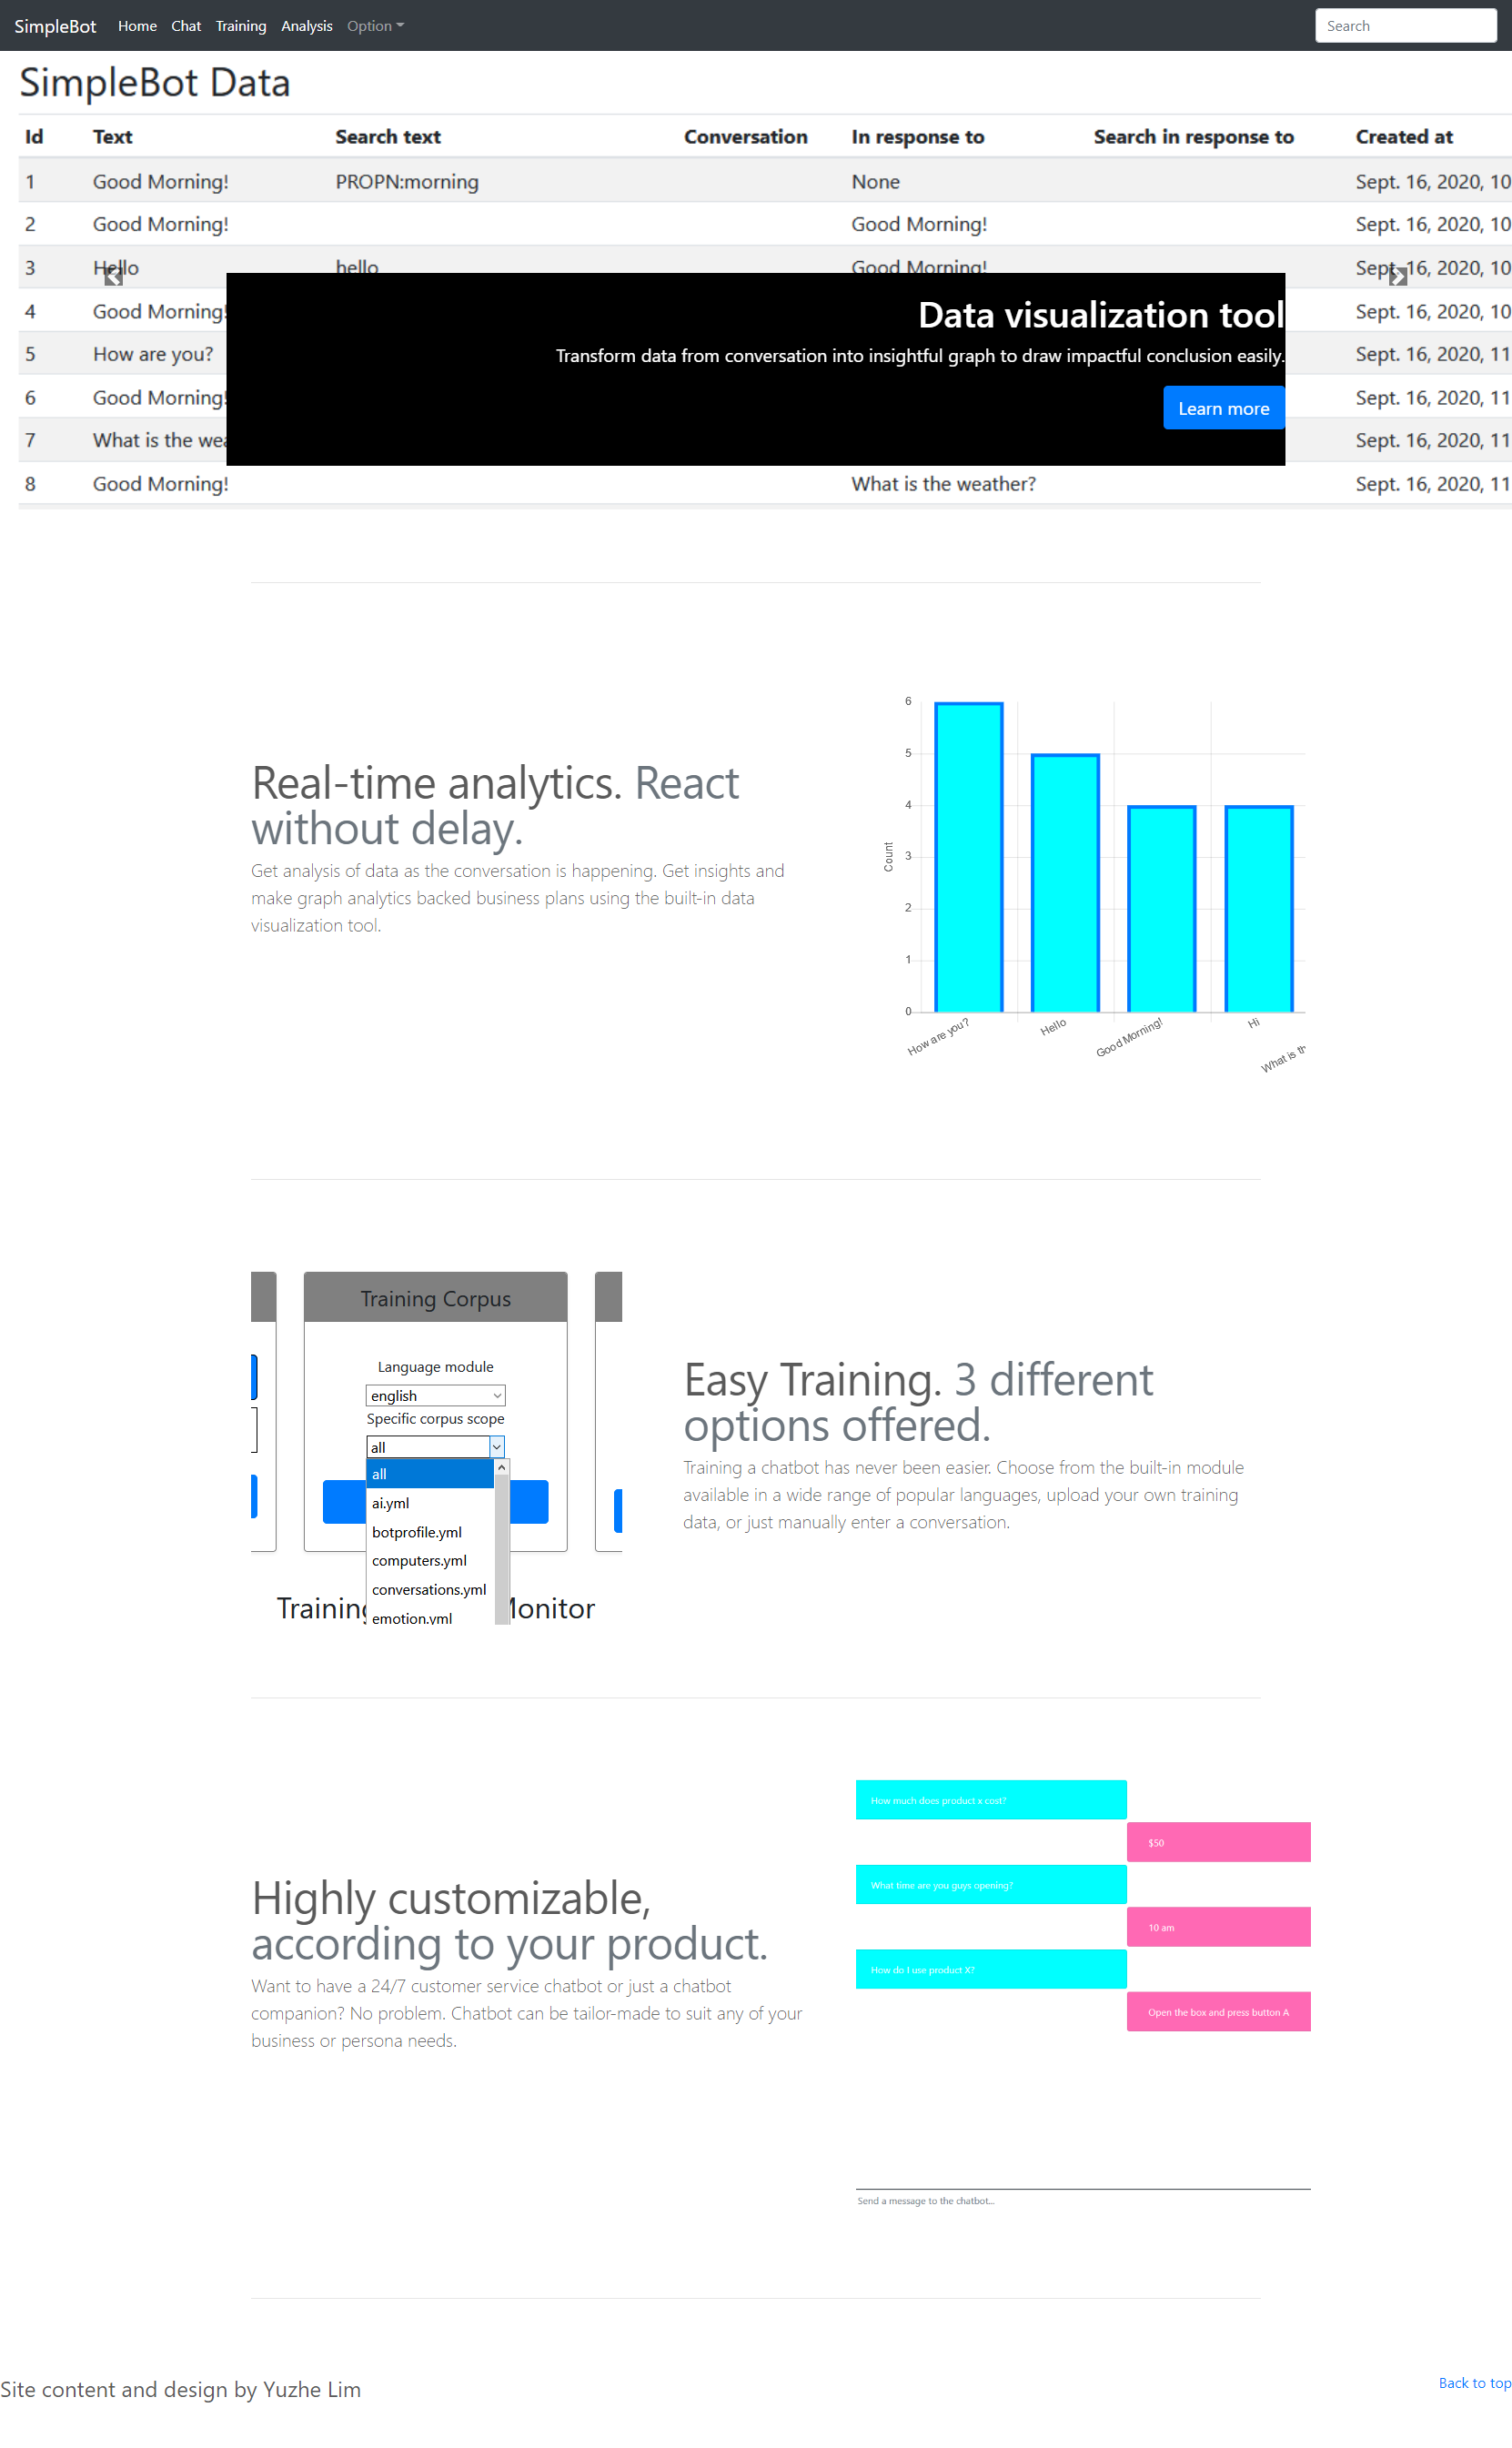 SimpleBot Home Chat Training Analysis Option Search
SimpleBot Data
Id Text Search text Conversation In response to Search in response to Created at
1 Good Morning! PROPN:morning None Sept. 16, 2020, 10
2 Good Morning! Good Morning! Sept. 16, 2020, 10
3 Hello hello Good Morning! Sept. 16, 2020, 10
4 Good Morning! Sept. 16, 2020, 10
5 How are you? Sept. 16, 2020, 11
6 Good Morning! Sept. 16, 2020, 11
7 What is the wea Sept. 16, 2020, 11
8 Good Morning! What is the weather? Sept. 16, 2020, 11
Data visualization tool
Transform data from conversation into insightful graph to draw impactful conclusion easily.
Learn more
Real-time analytics. React
without delay.
Get analysis of data as the conversation is happening. Get insights and
make graph analytics backed business plans using the built-in data
visualization tool.
6
5
4
3
2
1
0
Count
How are you?
Hello
Good Morning!
Hi
What is th
Training Corpus
Language module
english
Specific corpus scope
all
all
ai.yml
botprofile.yml
computers.yml
conversations.yml
emotion.yml
Training Monitor
Easy Training. 3 different
options offered.
Training a chatbot has never been easier. Choose from the built-in module
available in a wide range of popular languages, upload your own training
data, or just manually enter a conversation.
Highly customizable,
according to your product.
Want to have a 24/7 customer service chatbot or just a chatbot
companion? No problem. Chatbot can be tailor-made to suit any of your
business or persona needs.
How much does product x cost?
$50
What time are you guys opening?
10 am
How do I use product X?
Open the box and press button A
Send a message to the chatbot...
Site content and design by Yuzhe Lim
Back to top